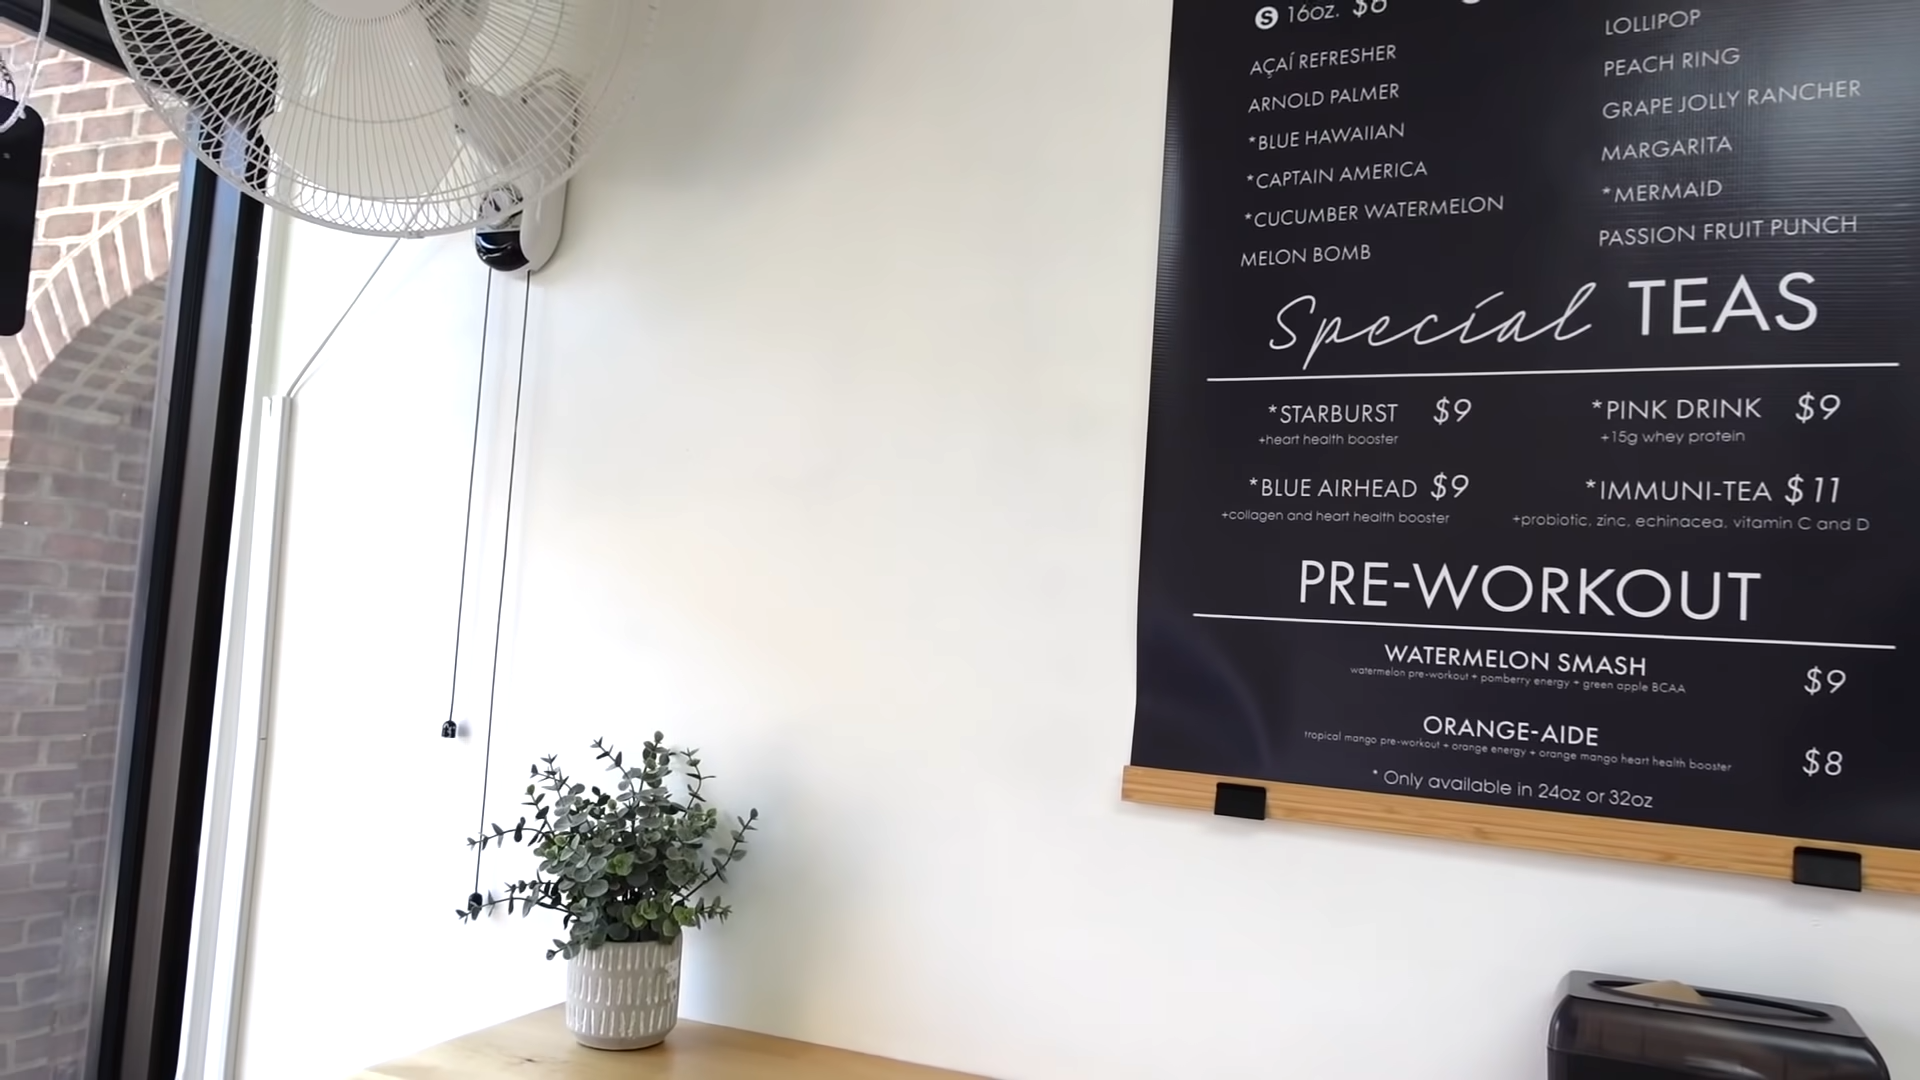 S 16oz. $6
AÇAÍ REFRESHER
ARNOLD PALMER
*BLUE HAWAIIAN
*CAPTAIN AMERICA
*CUCUMBER WATERMELON
MELON BOMB
LOLLIPOP
PEACH RING
GRAPE JOLLY RANCHER
MARGARITA
*MERMAID
PASSION FRUIT PUNCH
Special TEAS
*STARBURST $9
+heart health booster
*PINK DRINK $9
+15g whey protein
*BLUE AIRHEAD $9
+collagen and heart health booster
*IMMUNI-TEA $11
+probiotic, zinc, echinacea, vitamin C and D
PRE-WORKOUT
WATERMELON SMASH $9
watermelon pre-workout + pomberry energy + green apple BCAA
ORANGE-AIDE $8
tropical mango pre-workout + orange energy + orange mango heart health booster
* Only available in 24oz or 32oz